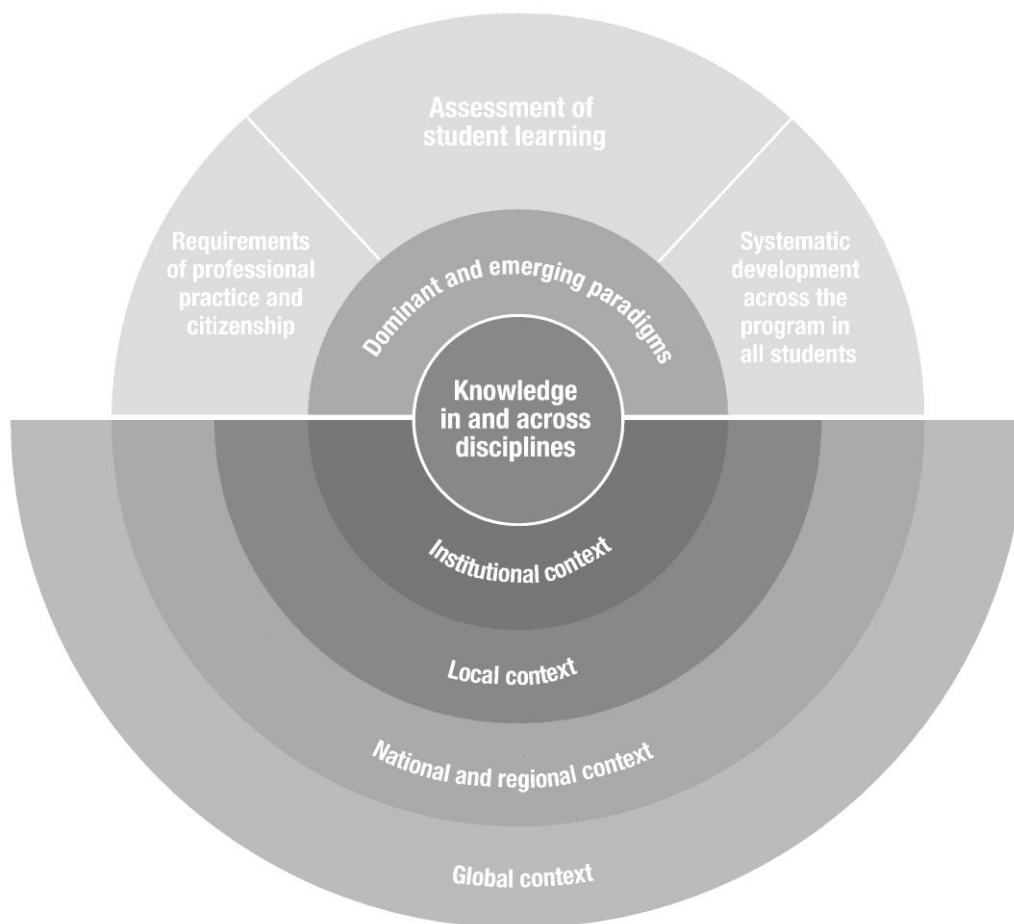 Assessment of
student learning
Requirements
of professional
practice and
citizenship
Systematic
development
across the
program in
all students
Dominant and emerging paradigms
Knowledge
in and across
disciplines
Institutional context
Local context
National and regional context
Global context